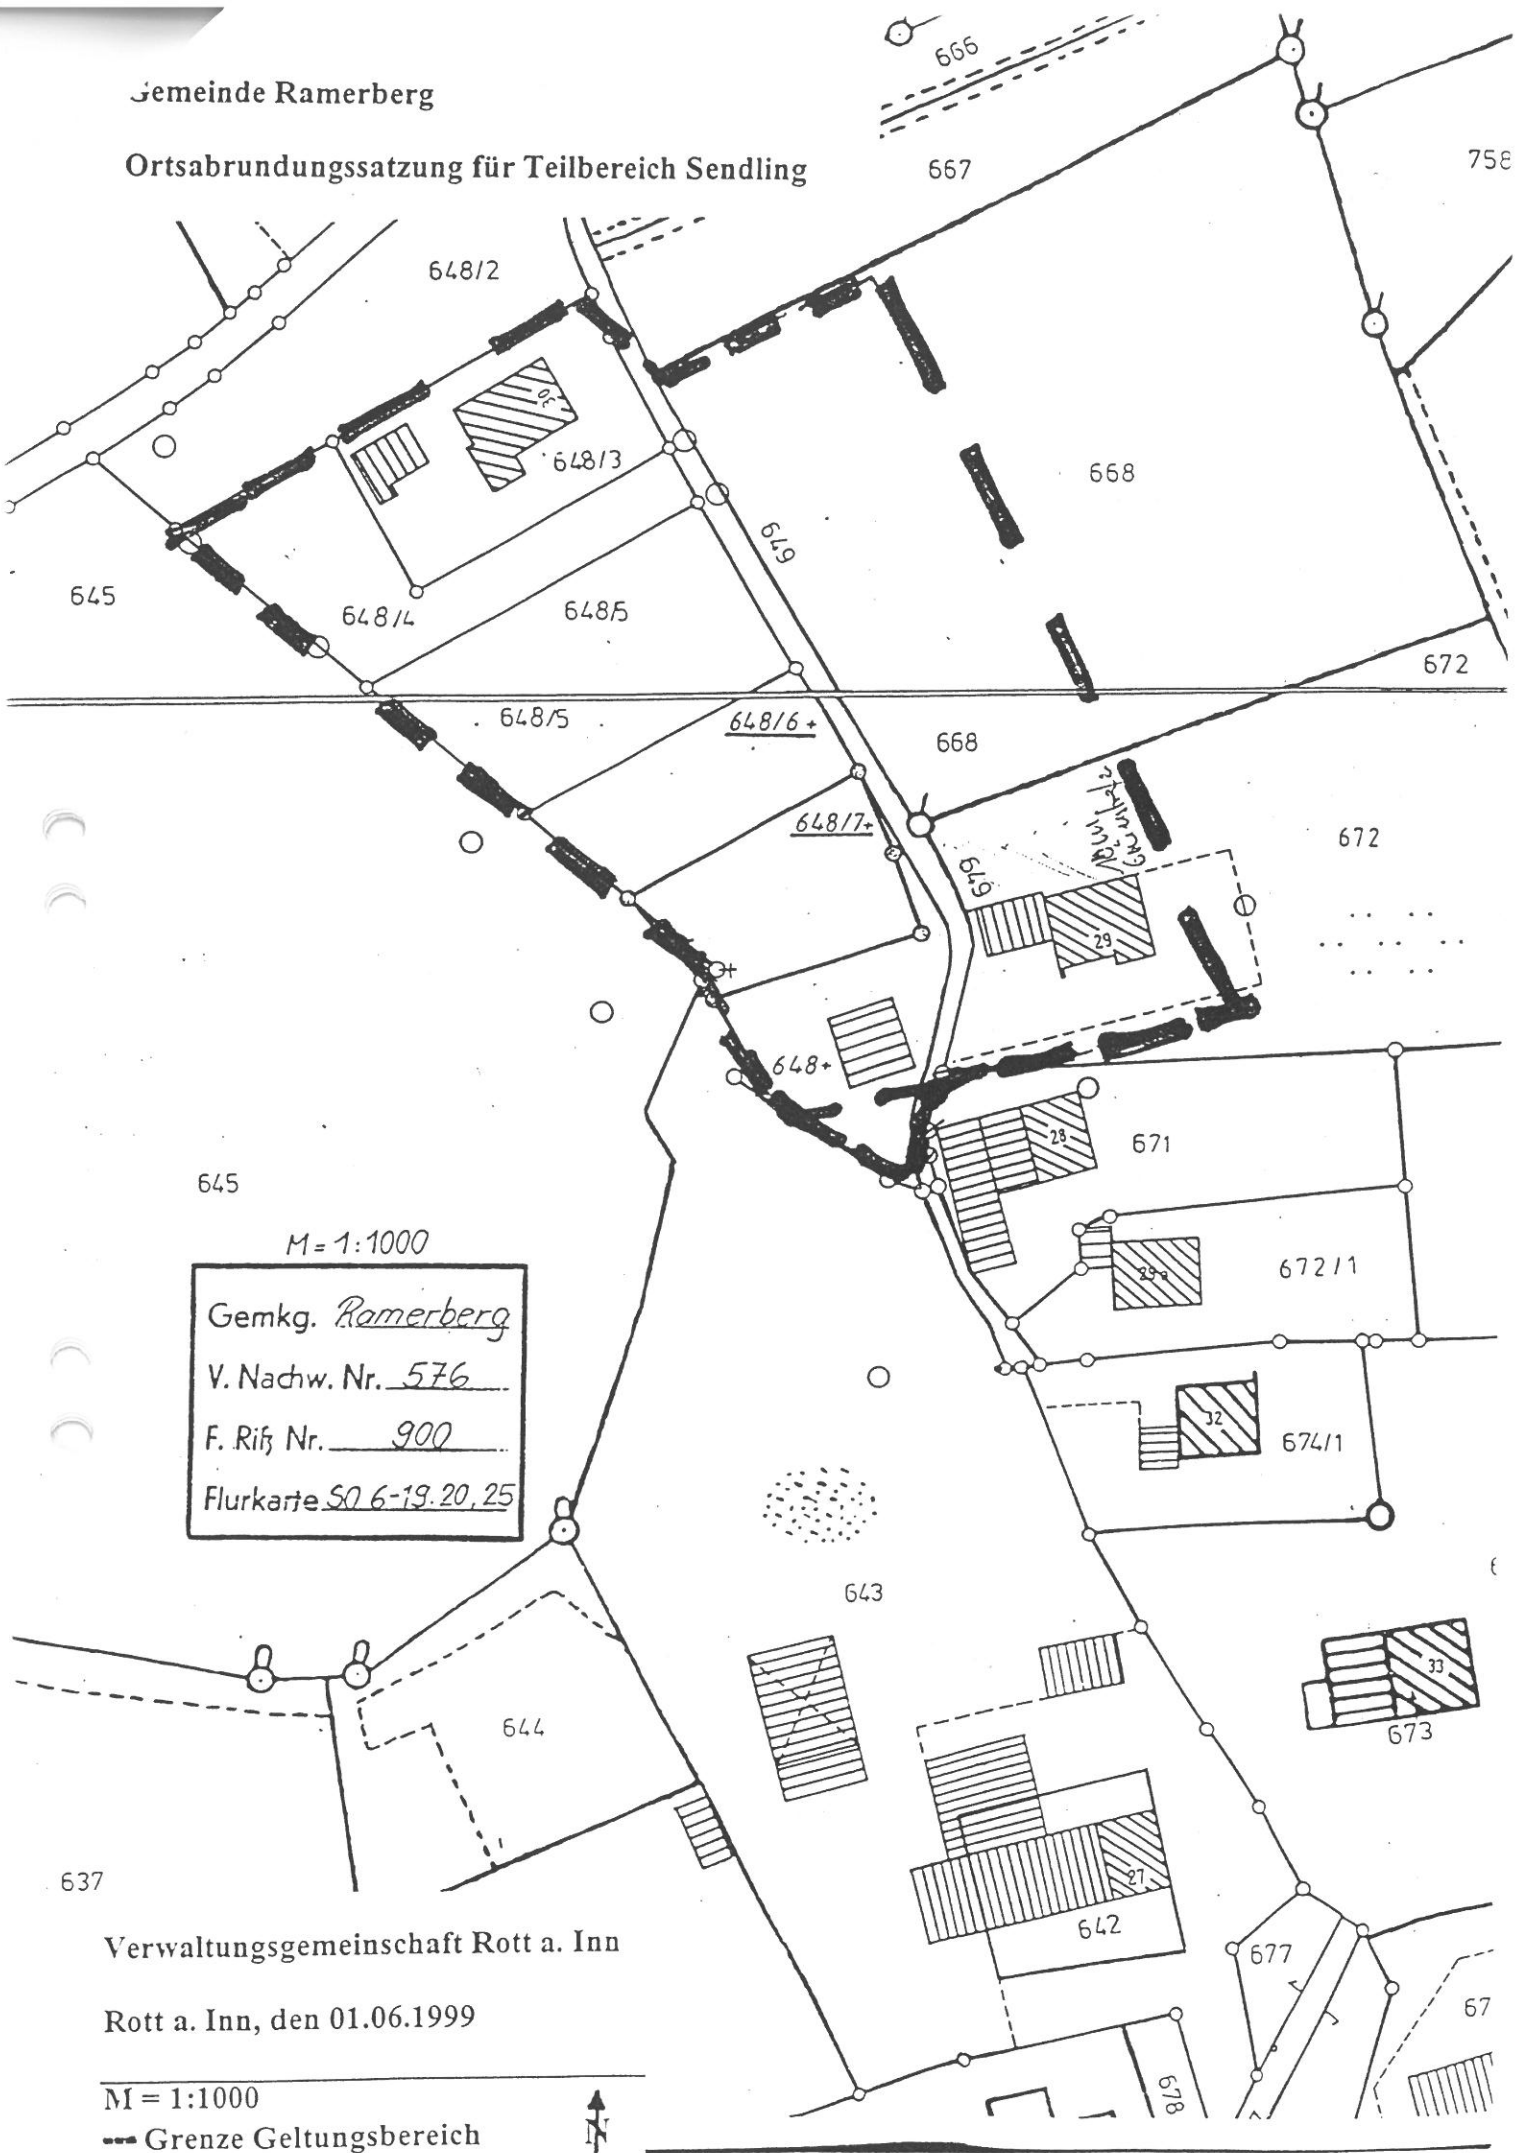 Gemeinde Ramerberg
Ortsabrundungssatzung für Teilbereich Sendling
666
667
758
648/2
30
648/3
668
649
645
648/4
648/5
672
648/5
648/6 +
668
648/7+
672
649
29
648+
28
671
645
29a
672/1
M = 1:1000
Gemkg. Ramerberg
V. Nachw. Nr. 576
F. Riß Nr. 900
Flurkarte SO 6-19.20,25
32
674/1
643
33
673
644
27
642
637
677
67
678
Verwaltungsgemeinschaft Rott a. Inn
Rott a. Inn, den 01.06.1999
M = 1:1000
--- Grenze Geltungsbereich
N